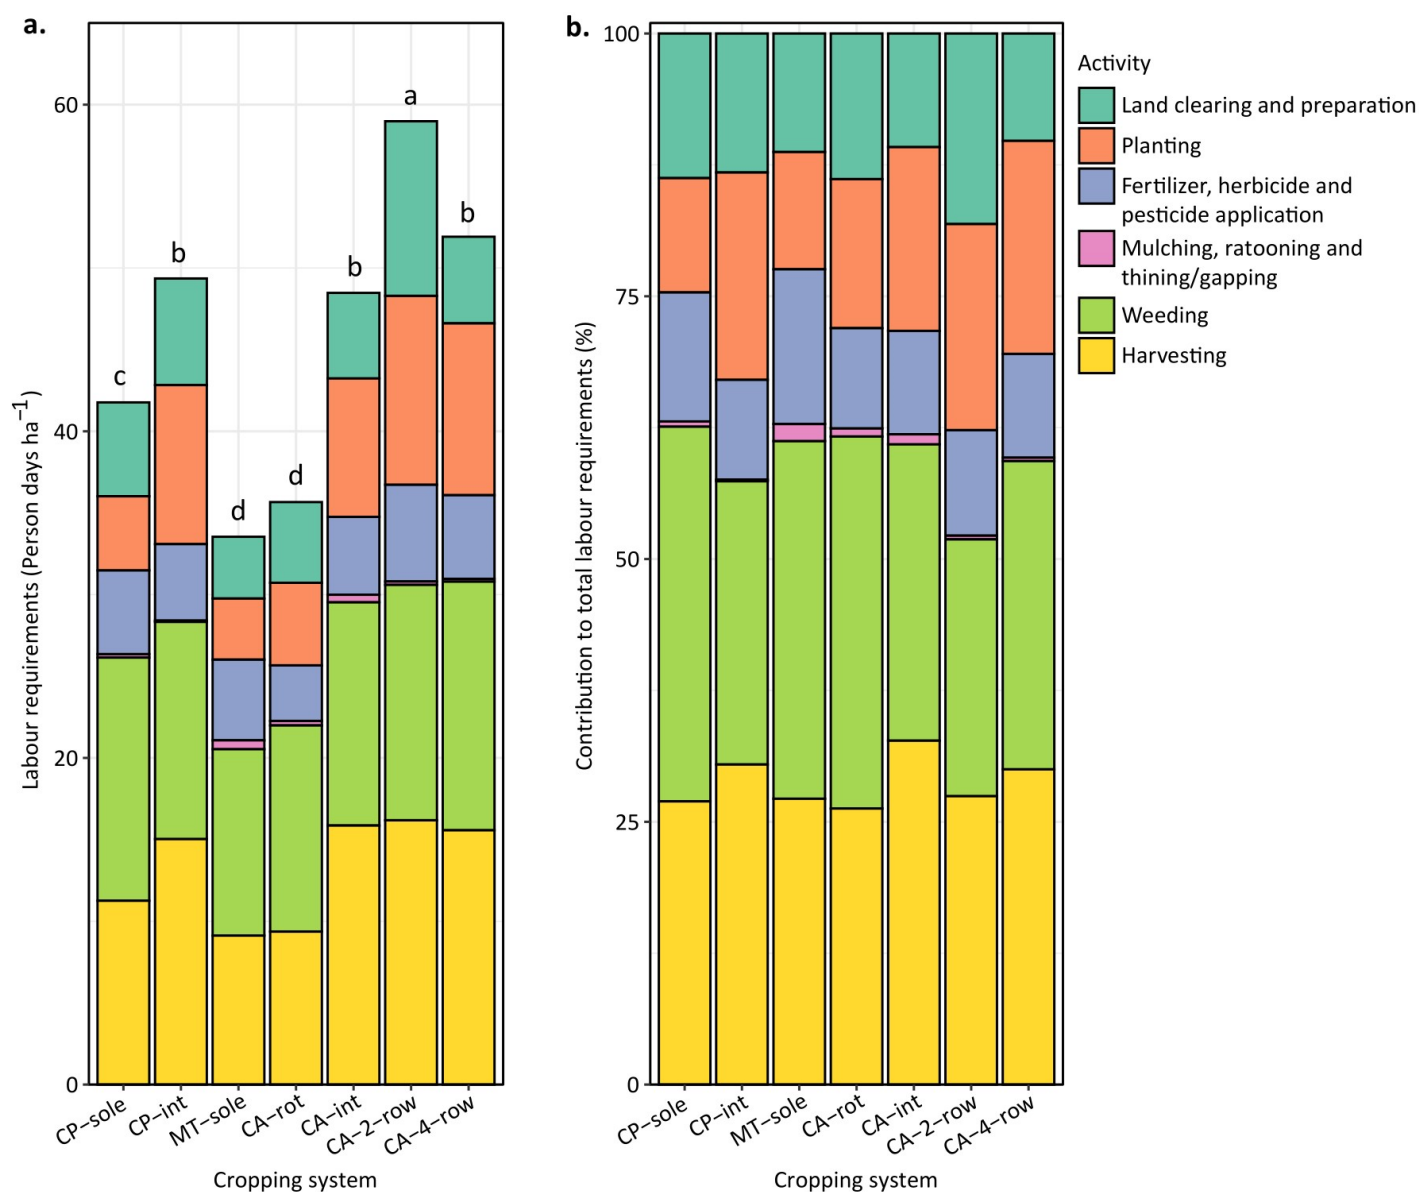 a.
Labour requirements (Person days ha⁻¹)
60
40
20
0
c
b
d
d
b
a
b
CP−sole
CP−int
MT−sole
CA−rot
CA−int
CA−2−row
CA−4−row
Cropping system
b.
Contribution to total labour requirements (%)
100
75
50
25
0
CP−sole
CP−int
MT−sole
CA−rot
CA−int
CA−2−row
CA−4−row
Cropping system
Activity
Land clearing and preparation
Planting
Fertilizer, herbicide and
pesticide application
Mulching, ratooning and
thining/gapping
Weeding
Harvesting